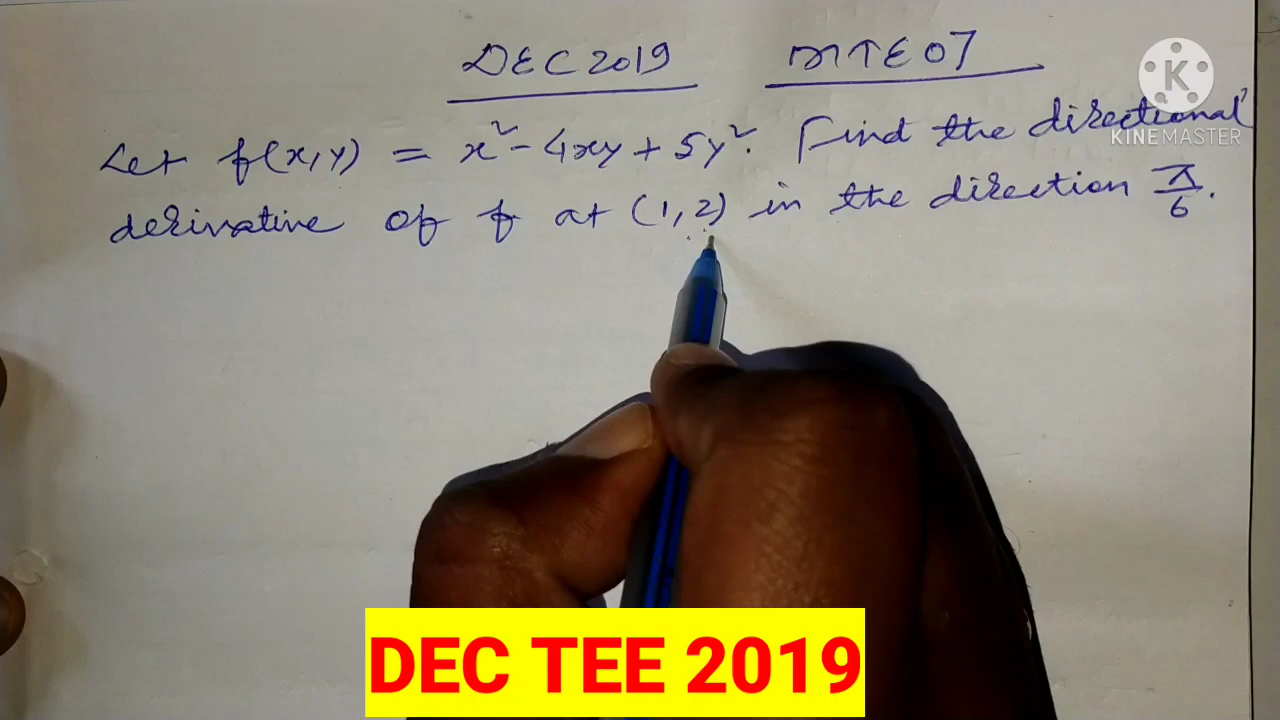 DEC 2019 MTE 07
Let f(x,y) = x² - 4xy + 5y². Find the directional
derivative of f at (1,2) in the direction π/6.
K
KINEMASTER
DEC TEE 2019